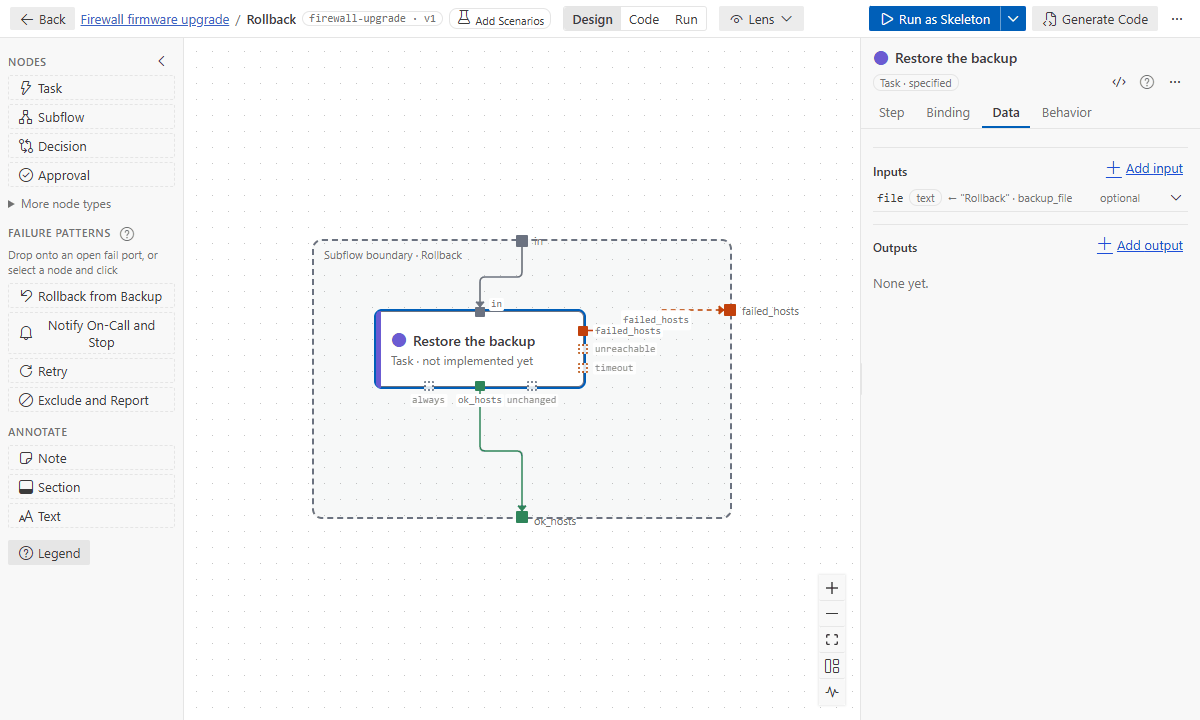 Back
Firewall firmware upgrade / Rollback
firewall-upgrade · v1
Add Scenarios
Design
Code
Run
Lens
Run as Skeleton
Generate Code
NODES
Task
Subflow
Decision
Approval
More node types
FAILURE PATTERNS
Drop onto an open fail port, or
select a node and click
Rollback from Backup
Notify On-Call and
Stop
Retry
Exclude and Report
ANNOTATE
Note
Section
Text
Legend
in
Subflow boundary · Rollback
in
failed_hosts
failed_hosts
failed_hosts
Restore the backup
Task · not implemented yet
unreachable
timeout
always
ok_hosts
unchanged
ok_hosts
Restore the backup
Task · specified
Step
Binding
Data
Behavior
Inputs
Add input
file
text
← “Rollback” · backup_file
optional
Outputs
Add output
None yet.